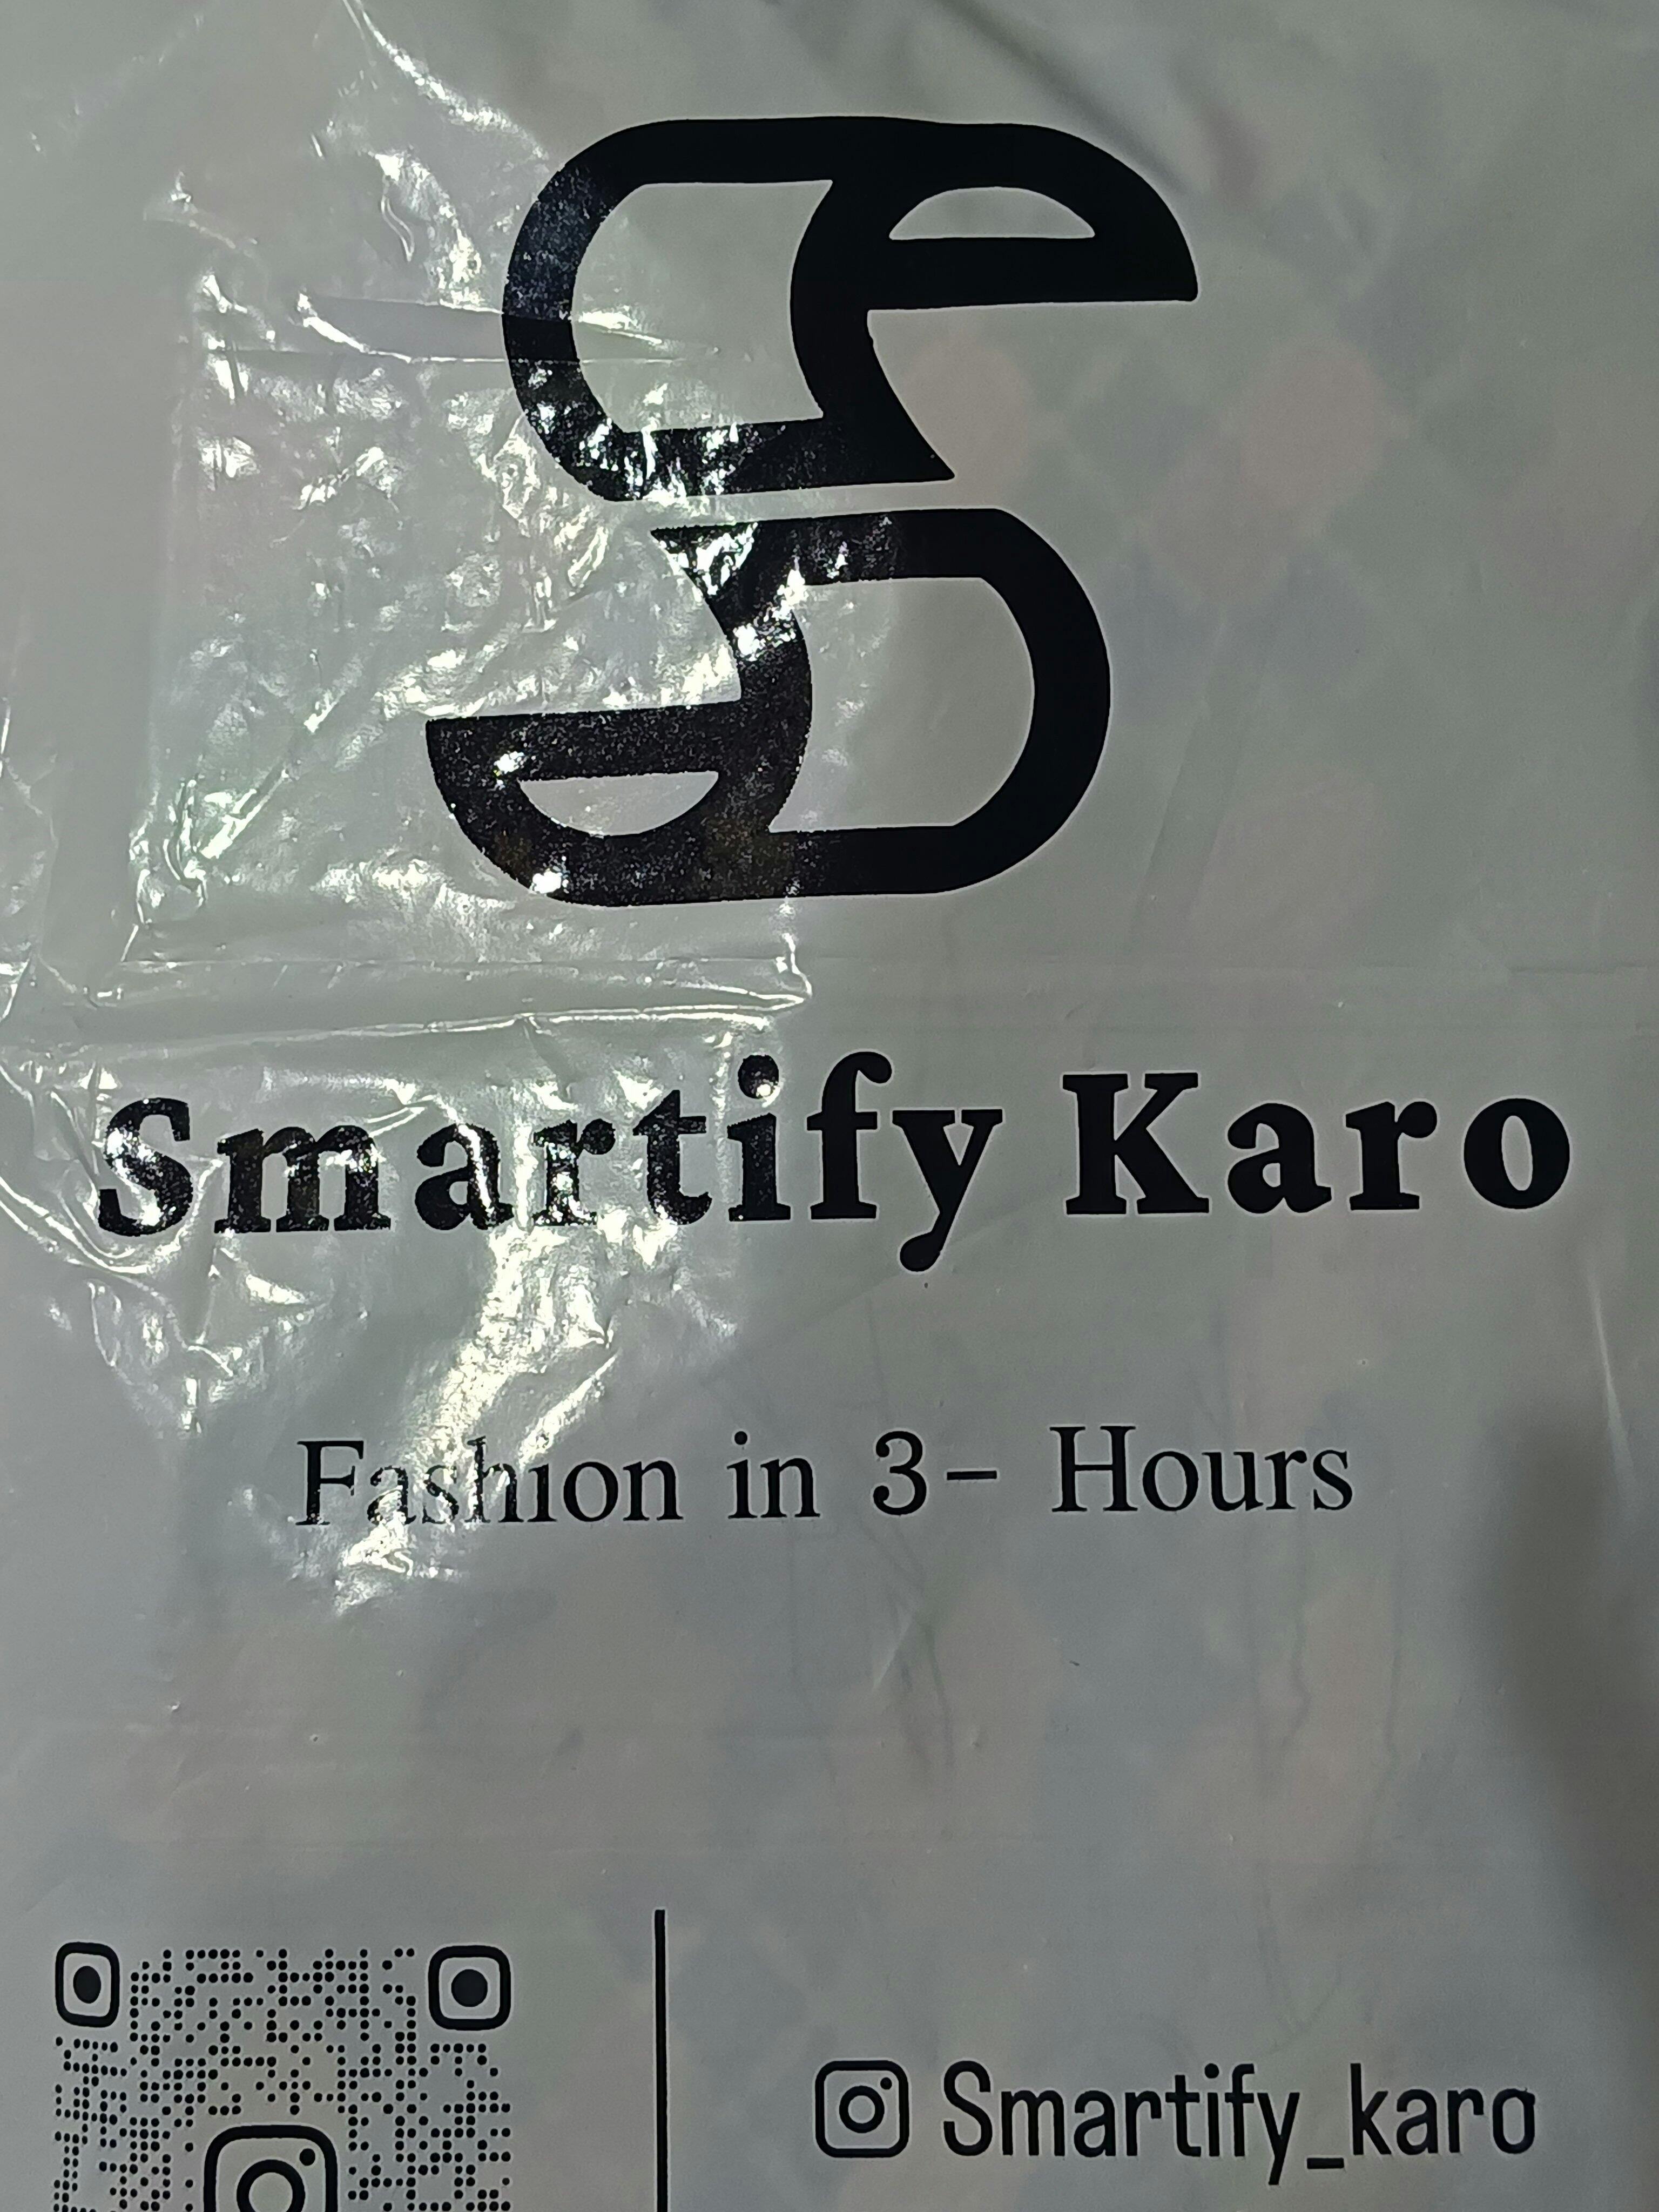 Smartify Karo
Fashion in 3- Hours
Smartify_karo